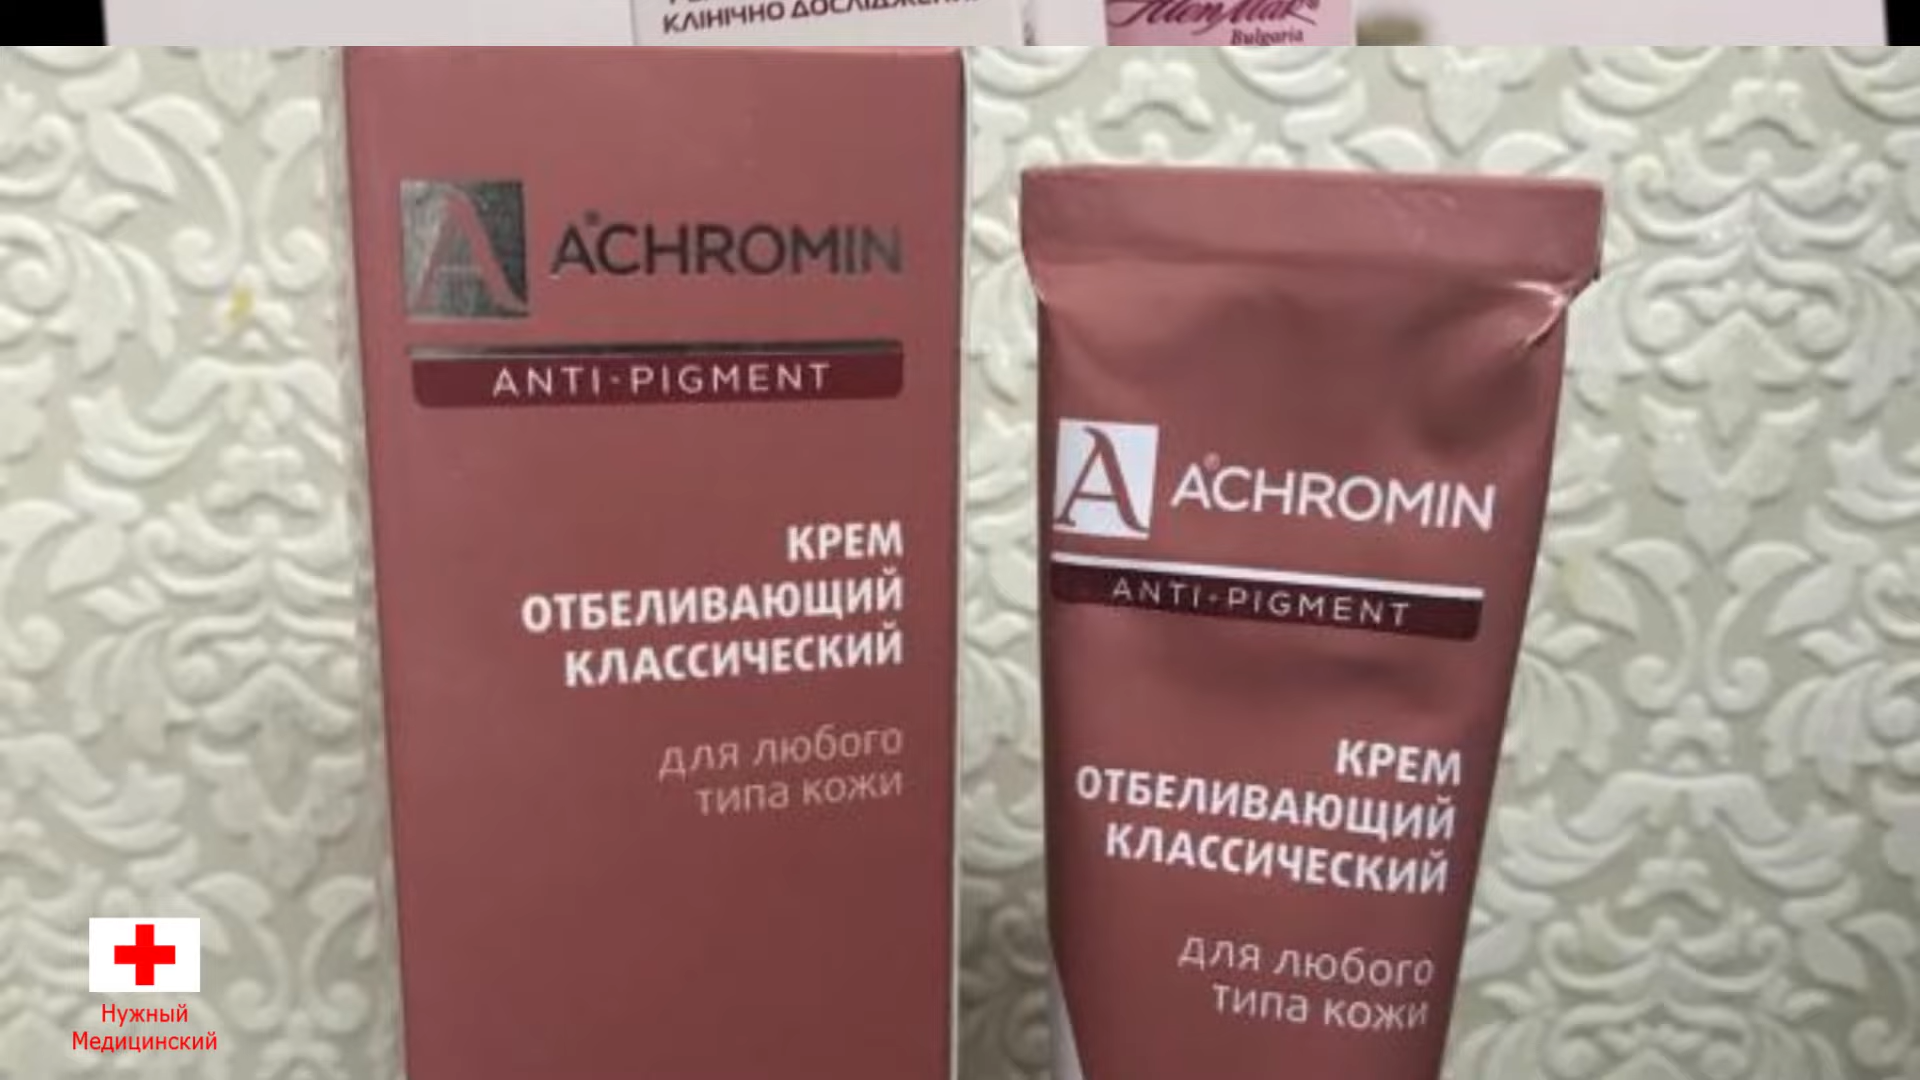 КЛІНІЧНО ДОСЛІДЖЕН
Bulgaria
A
ACHROMIN
ANTI-PIGMENT
КРЕМ
ОТБЕЛИВАЮЩИЙ
КЛАССИЧЕСКИЙ
для любого
типа кожи
A
ACHROMIN
ANTI-PIGMENT
КРЕМ
ОТБЕЛИВАЮЩИЙ
КЛАССИЧЕСКИЙ
для любого
типа кожи
Нужный
Медицинский